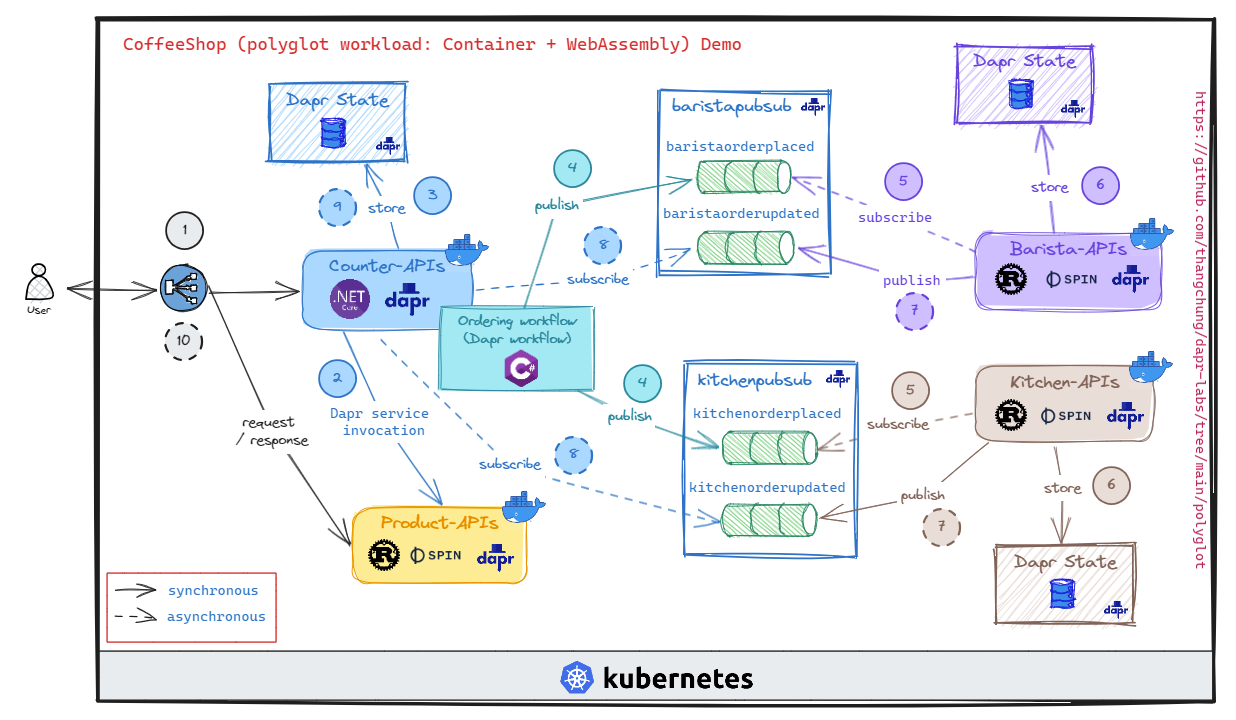 CoffeeShop (polyglot workload: Container + WebAssembly) Demo
https://github.com/thangchung/dapr-labs/tree/main/polyglot
Dapr State
dapr
9
store
3
1
User
10
Counter-APIs
.NET
Core
dapr
4
publish
8
subscribe
Ordering workflow
(Dapr workflow)
C#
4
publish
baristapubsub
dapr
baristaorderplaced
baristaorderupdated
5
subscribe
publish
7
Dapr State
dapr
store
6
Barista-APIs
SPIN
dapr
2
Dapr service
invocation
request
/ response
subscribe
8
Product-APIs
SPIN
dapr
kitchenpubsub
dapr
kitchenorderplaced
kitchenorderupdated
5
subscribe
publish
7
Kitchen-APIs
SPIN
dapr
store
6
Dapr State
dapr
synchronous
asynchronous
kubernetes